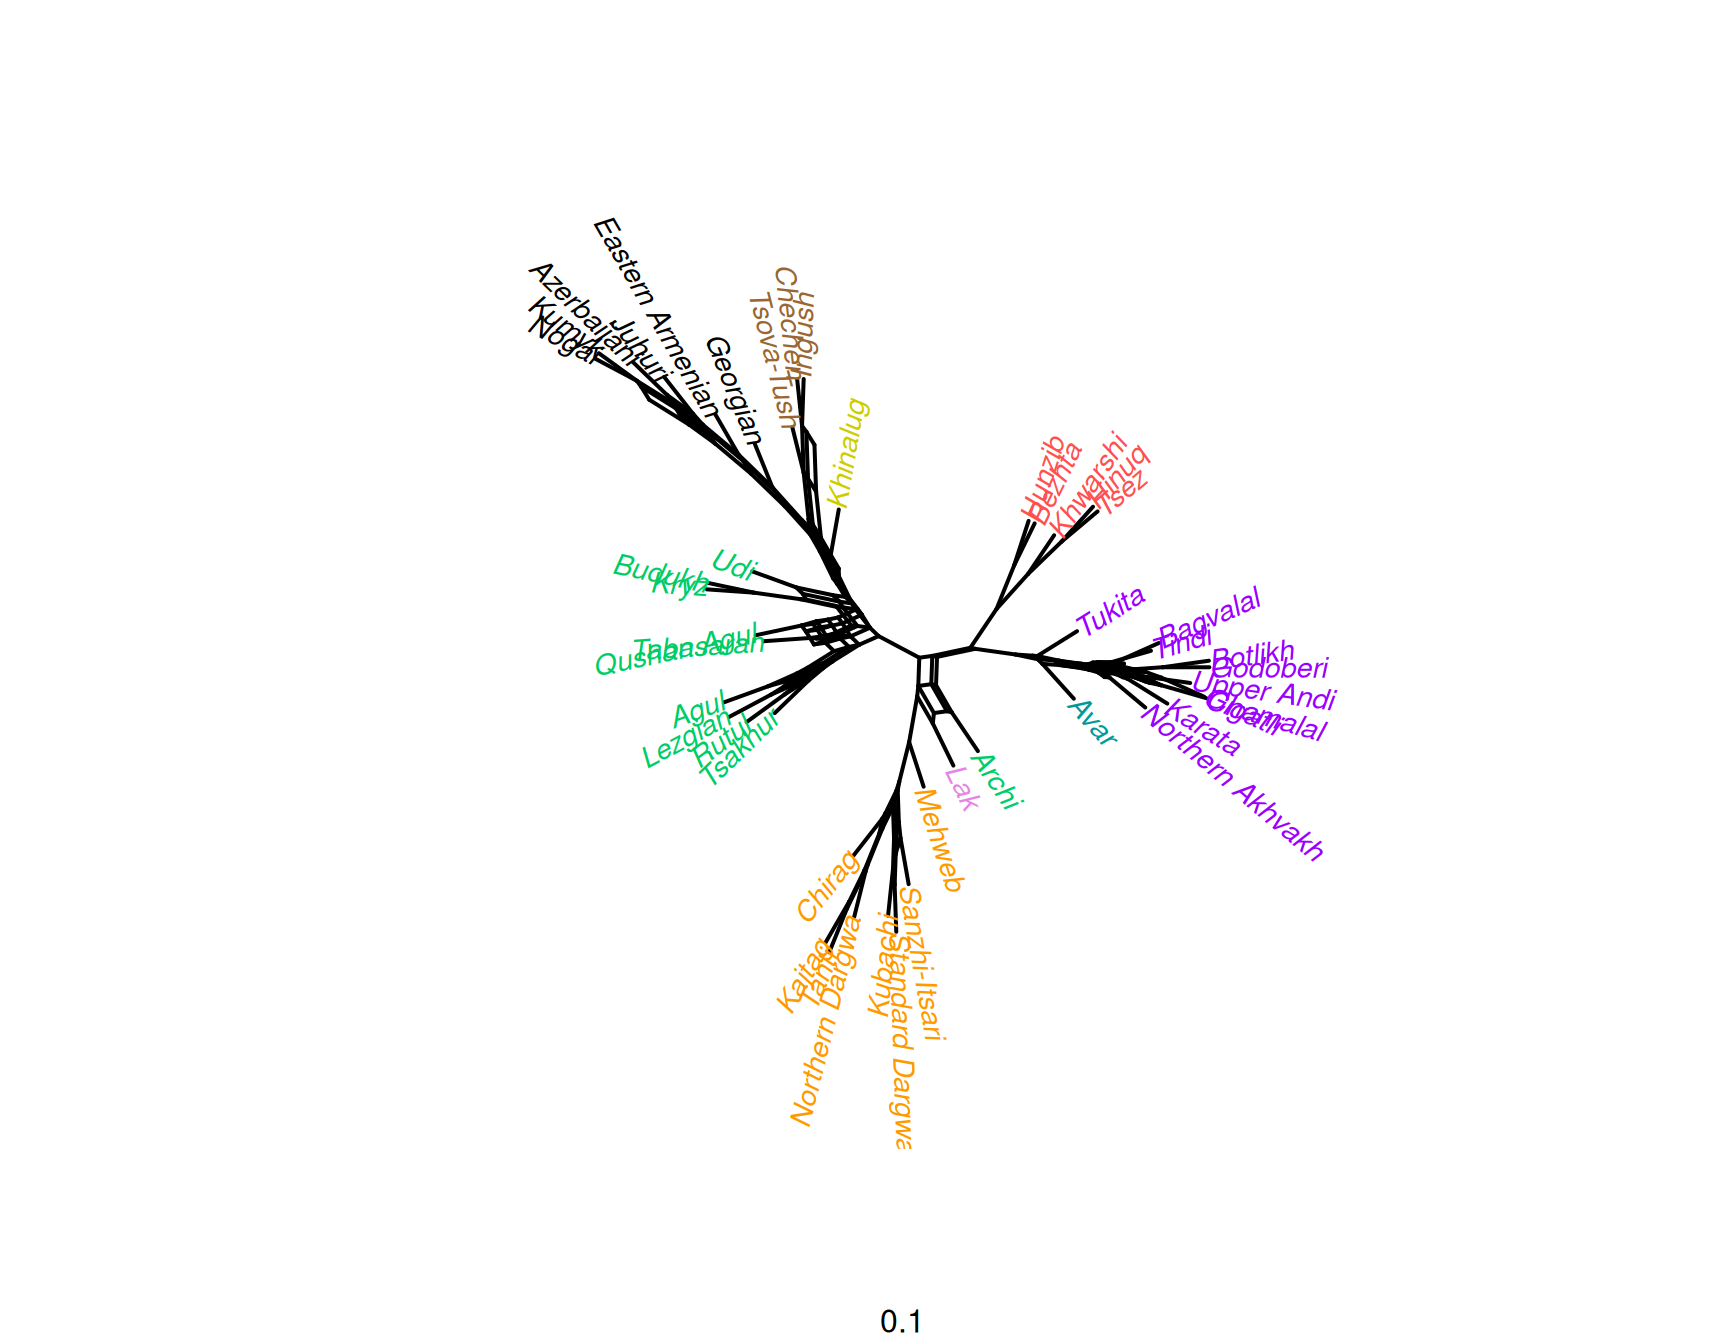 Eastern Armenian
Azerbaijani
Kumyk
Nogai
Juhuri
Georgian
Chechen
Ingush
Tsova-Tush
Khinalug
Hunzib
Bezhta
Khwarshi
Hinuq
Tsez
Udi
Budukh
Kryz
Tabasaran
Qushan Agul
Agul
Lezgian
Rutul
Tsakhur
Tukita
Bagvalal
Tindi
Botlikh
Godoberi
Upper Andi
Chamalal
Gigatli
Karata
Northern Akhvakh
Avar
Archi
Lak
Mehweb
Chirag
Kaitag
Tanti
Northern Dargwa
Kubachi
Standard Dargwa
Sanzhi-Itsari
0.1